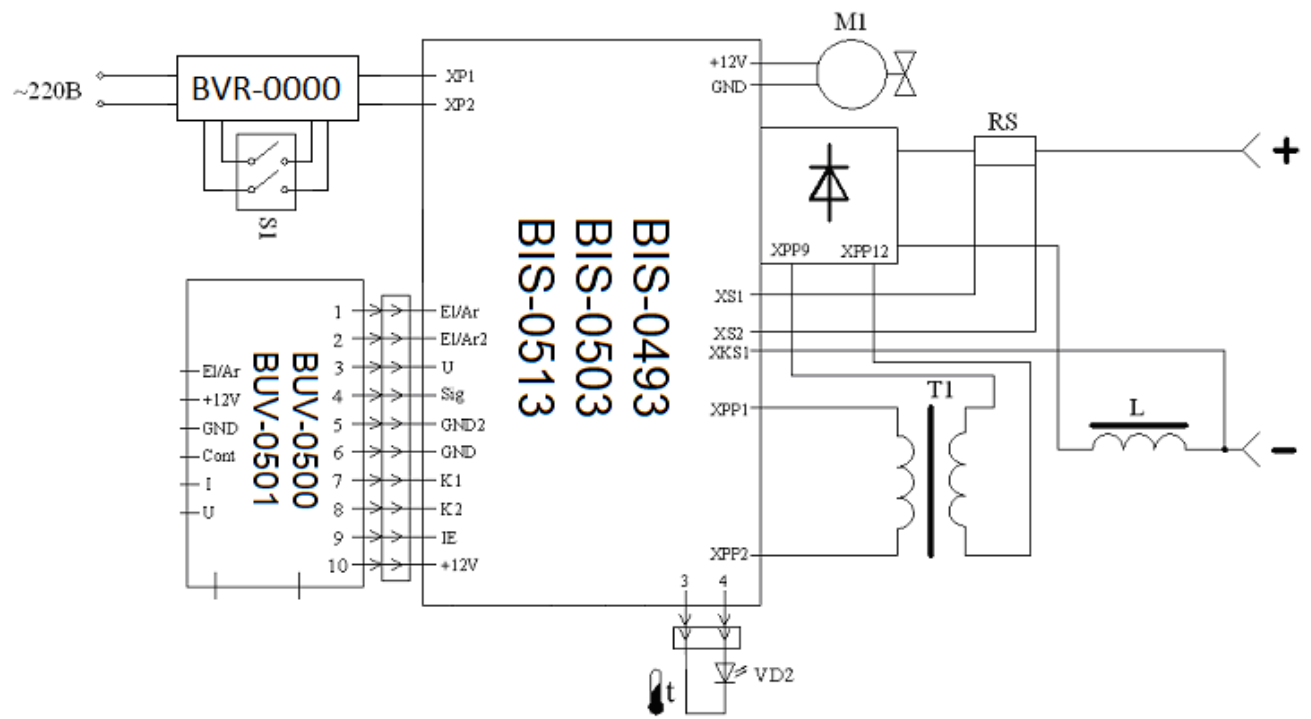 M1
~220В
BVR-0000
XP1
XP2
+12V
GND
S1
RS
+
BIS-0493
BIS-0503
BIS-0513
XPP9
XPP12
XS1
XS2
XKS1
XPP1
XPP2
T1
L
−
BUV-0500
BUV-0501
El/Ar
+12V
GND
Cont
I
U
1
2
3
4
5
6
7
8
9
10
El/Ar
El/Ar2
U
Sig
GND2
GND
K1
K2
IE
+12V
3
4
t
VD2